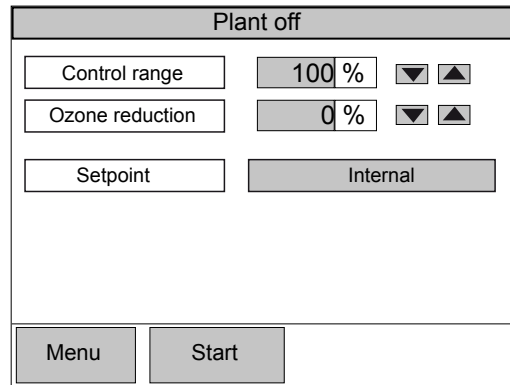 Plant off
Control range 100 %
Ozone reduction 0 %
Setpoint Internal
Menu Start